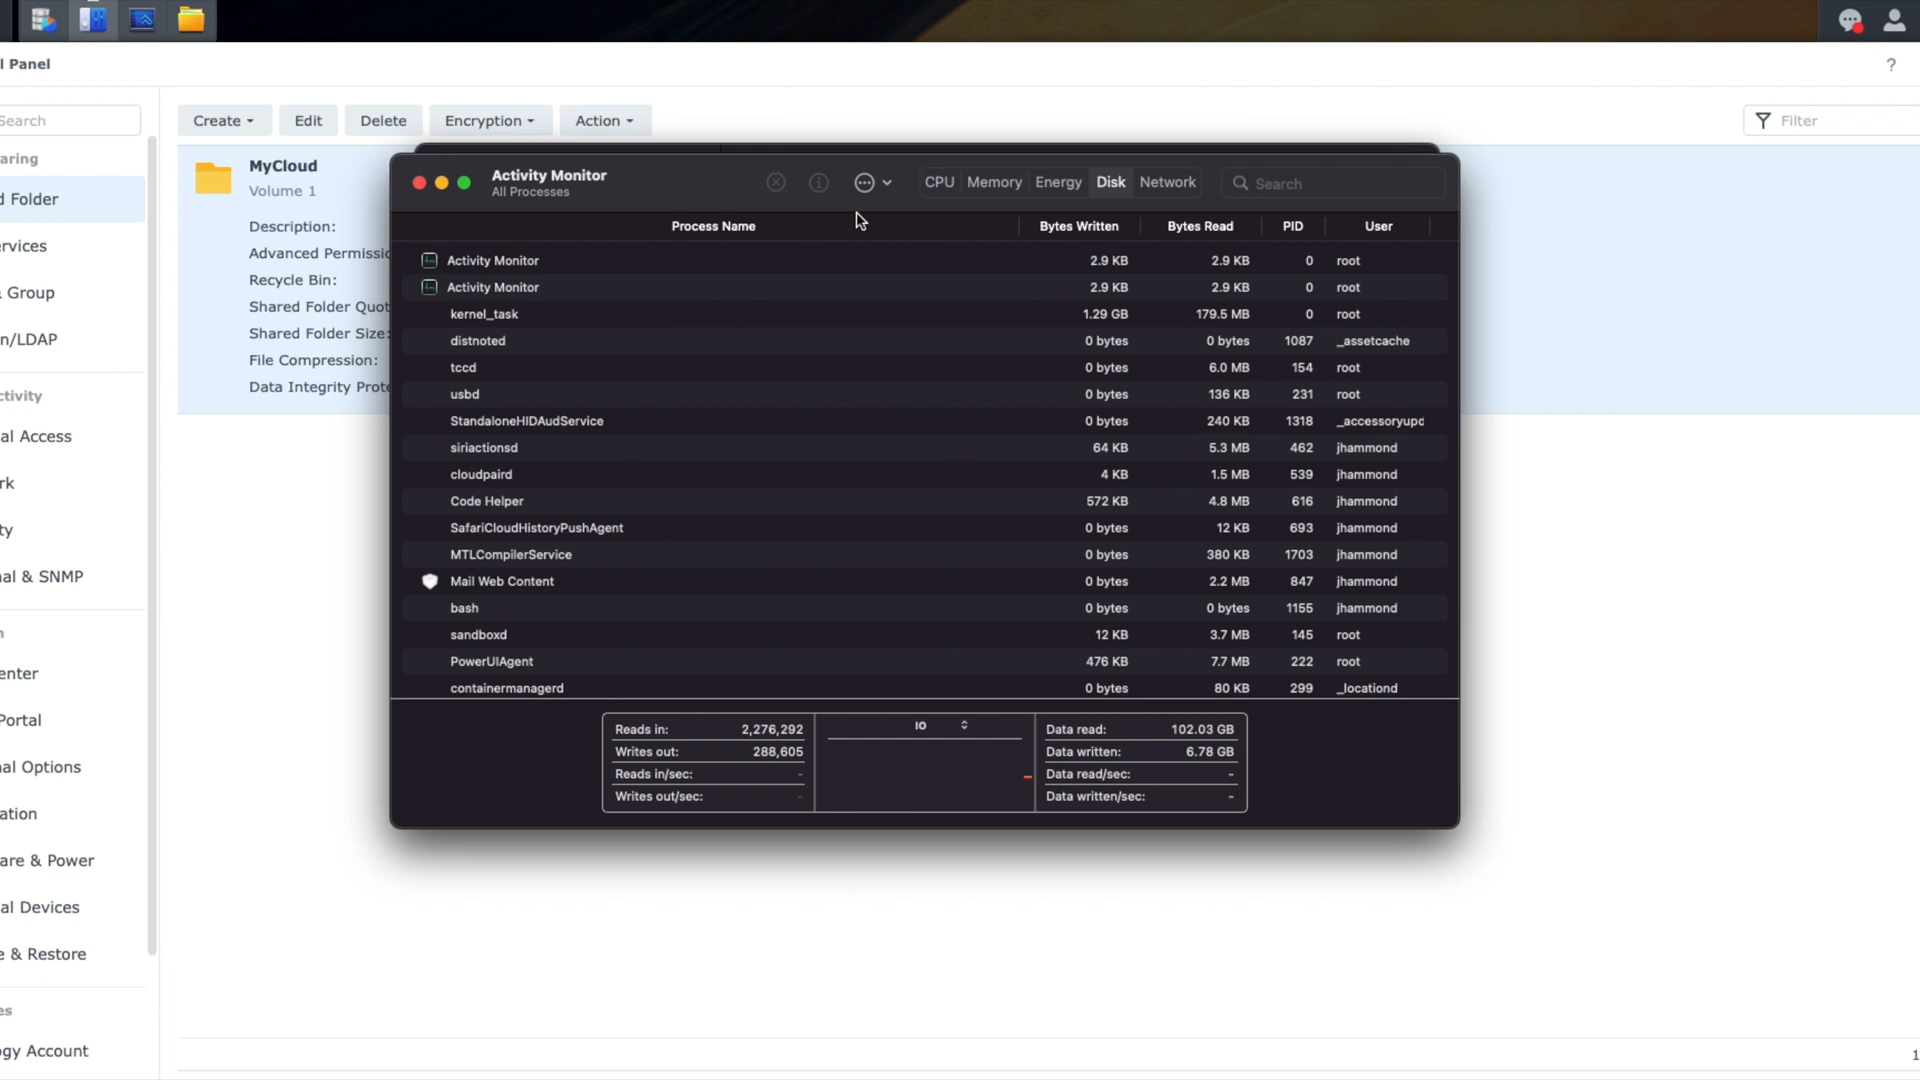 l Panel
?
Search
Create
Edit
Delete
Encryption
Action
Filter
aring
d Folder
ervices
& Group
n/LDAP
ctivity
al Access
rk
ty
al & SNMP
n
enter
Portal
al Options
ation
are & Power
al Devices
e & Restore
es
ogy Account
MyCloud
Volume 1
Description:
Advanced Permissio
Recycle Bin:
Shared Folder Quot
Shared Folder Size:
File Compression:
Data Integrity Prote
Activity Monitor
All Processes
CPU Memory Energy Disk Network
Search
Process Name Bytes Written Bytes Read PID User
Activity Monitor 2.9 KB 2.9 KB 0 root
Activity Monitor 2.9 KB 2.9 KB 0 root
kernel_task 1.29 GB 179.5 MB 0 root
distnoted 0 bytes 0 bytes 1087 _assetcache
tccd 0 bytes 6.0 MB 154 root
usbd 0 bytes 136 KB 231 root
StandaloneHIDAudService 0 bytes 240 KB 1318 _accessoryupd
siriactionsd 64 KB 5.3 MB 462 jhammond
cloudpaird 4 KB 1.5 MB 539 jhammond
Code Helper 572 KB 4.8 MB 616 jhammond
SafariCloudHistoryPushAgent 0 bytes 12 KB 693 jhammond
MTLCompilerService 0 bytes 380 KB 1703 jhammond
Mail Web Content 0 bytes 2.2 MB 847 jhammond
bash 0 bytes 0 bytes 1155 jhammond
sandboxd 12 KB 3.7 MB 145 root
PowerUIAgent 476 KB 7.7 MB 222 root
containermanagerd 0 bytes 80 KB 299 _locationd
Reads in: 2,276,292
Writes out: 288,605
Reads in/sec: -
Writes out/sec: -
IO
Data read: 102.03 GB
Data written: 6.78 GB
Data read/sec: -
Data written/sec: -
1